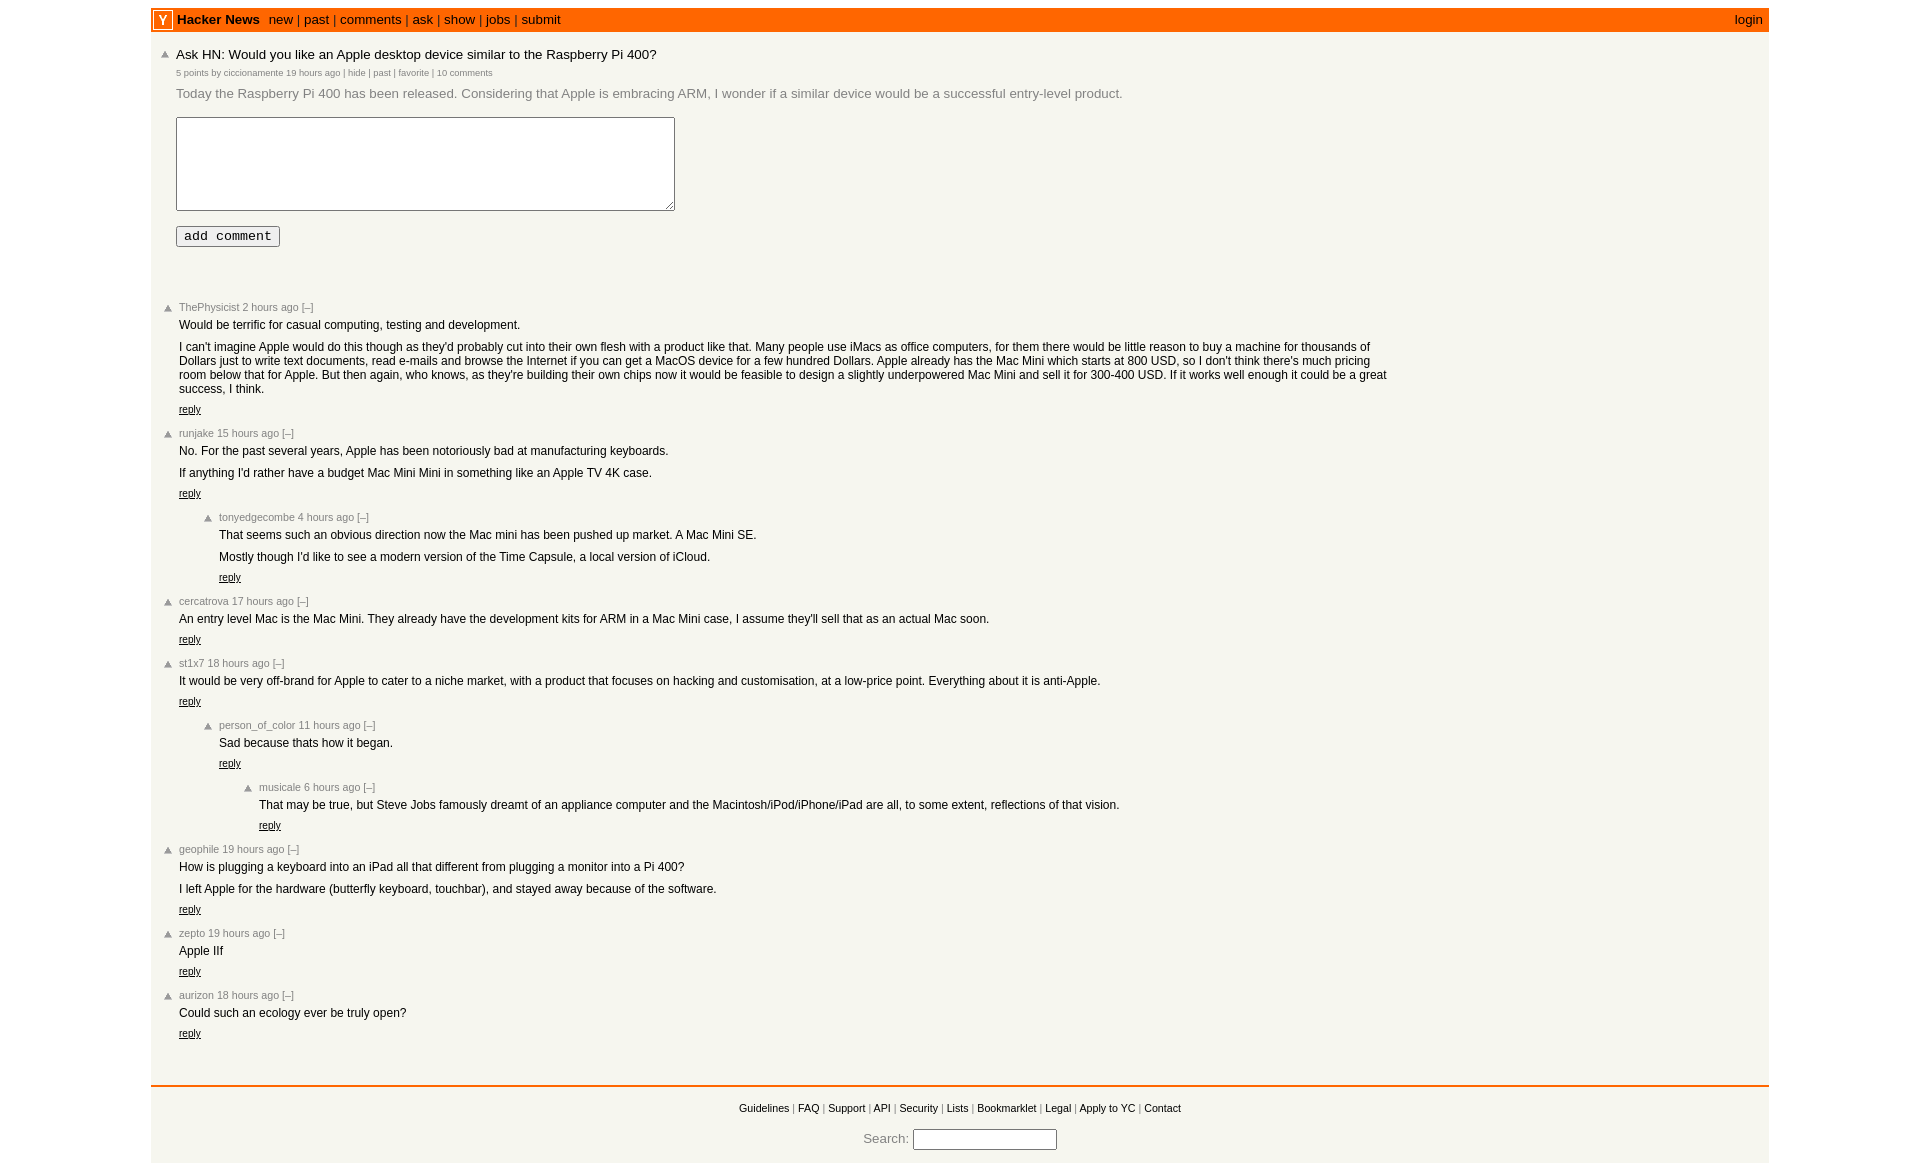 Y Hacker News new | past | comments | ask | show | jobs | submit login
Ask HN: Would you like an Apple desktop device similar to the Raspberry Pi 400?
5 points by ciccionamente 19 hours ago | hide | past | favorite | 10 comments
Today the Raspberry Pi 400 has been released. Considering that Apple is embracing ARM, I wonder if a similar device would be a successful entry-level product.
add comment
ThePhysicist 2 hours ago [–]
Would be terrific for casual computing, testing and development.
I can't imagine Apple would do this though as they'd probably cut into their own flesh with a product like that. Many people use iMacs as office computers, for them there would be little reason to buy a machine for thousands of
Dollars just to write text documents, read e-mails and browse the Internet if you can get a MacOS device for a few hundred Dollars. Apple already has the Mac Mini which starts at 800 USD, so I don't think there's much pricing
room below that for Apple. But then again, who knows, as they're building their own chips now it would be feasible to design a slightly underpowered Mac Mini and sell it for 300-400 USD. If it works well enough it could be a great
success, I think.
reply
runjake 15 hours ago [–]
No. For the past several years, Apple has been notoriously bad at manufacturing keyboards.
If anything I'd rather have a budget Mac Mini Mini in something like an Apple TV 4K case.
reply
tonyedgecombe 4 hours ago [–]
That seems such an obvious direction now the Mac mini has been pushed up market. A Mac Mini SE.
Mostly though I'd like to see a modern version of the Time Capsule, a local version of iCloud.
reply
cercatrova 17 hours ago [–]
An entry level Mac is the Mac Mini. They already have the development kits for ARM in a Mac Mini case, I assume they'll sell that as an actual Mac soon.
reply
st1x7 18 hours ago [–]
It would be very off-brand for Apple to cater to a niche market, with a product that focuses on hacking and customisation, at a low-price point. Everything about it is anti-Apple.
reply
person_of_color 11 hours ago [–]
Sad because thats how it began.
reply
musicale 6 hours ago [–]
That may be true, but Steve Jobs famously dreamt of an appliance computer and the Macintosh/iPod/iPhone/iPad are all, to some extent, reflections of that vision.
reply
geophile 19 hours ago [–]
How is plugging a keyboard into an iPad all that different from plugging a monitor into a Pi 400?
I left Apple for the hardware (butterfly keyboard, touchbar), and stayed away because of the software.
reply
zepto 19 hours ago [–]
Apple IIf
reply
aurizon 18 hours ago [–]
Could such an ecology ever be truly open?
reply
Guidelines | FAQ | Support | API | Security | Lists | Bookmarklet | Legal | Apply to YC | Contact
Search: